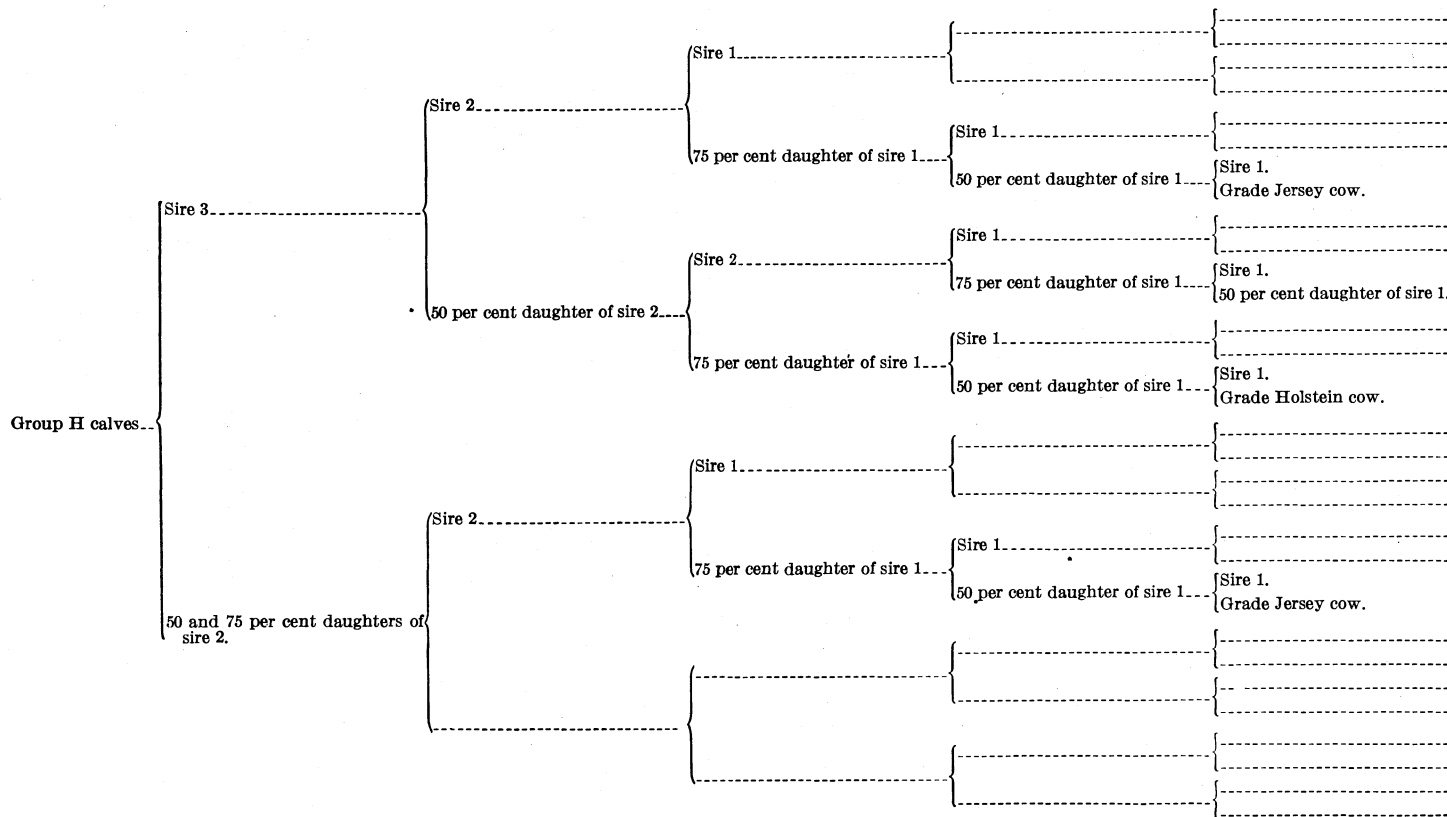 Sire 1
Sire 2
Sire 1
75 per cent daughter of sire 1
Sire 1.
50 per cent daughter of sire 1
Grade Jersey cow.
Sire 3
Sire 1
Sire 2
Sire 1.
75 per cent daughter of sire 1
50 per cent daughter of sire 1.
50 per cent daughter of sire 2
Sire 1
75 per cent daughter of sire 1
Sire 1.
50 per cent daughter of sire 1
Grade Holstein cow.
Group H calves
Sire 1
Sire 2
Sire 1
75 per cent daughter of sire 1
Sire 1.
50 per cent daughter of sire 1
Grade Jersey cow.
50 and 75 per cent daughters of
sire 2.